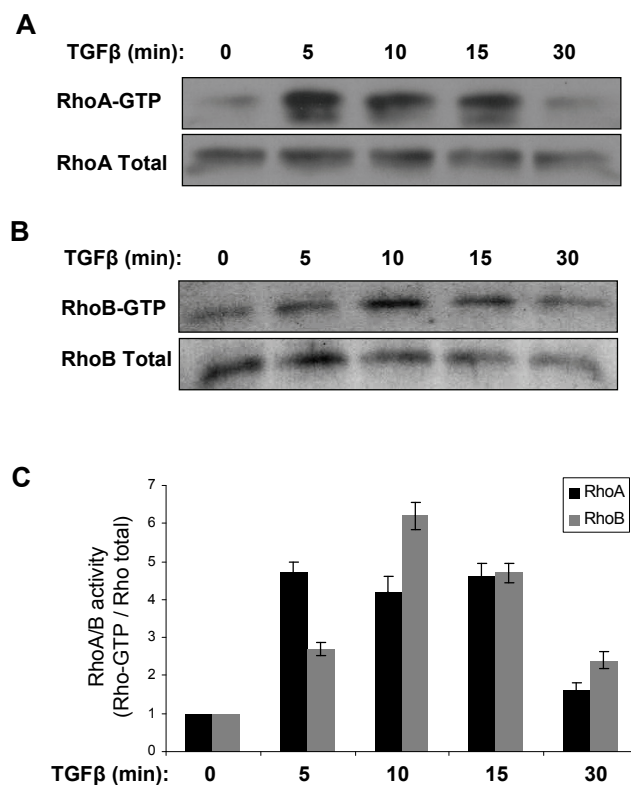 A
TGFβ (min): 0 5 10 15 30
RhoA-GTP
RhoA Total
B
TGFβ (min): 0 5 10 15 30
RhoB-GTP
RhoB Total
C
RhoA/B activity
(Rho-GTP / Rho total)
7
6
5
4
3
2
1
0
RhoA
RhoB
TGFβ (min): 0 5 10 15 30